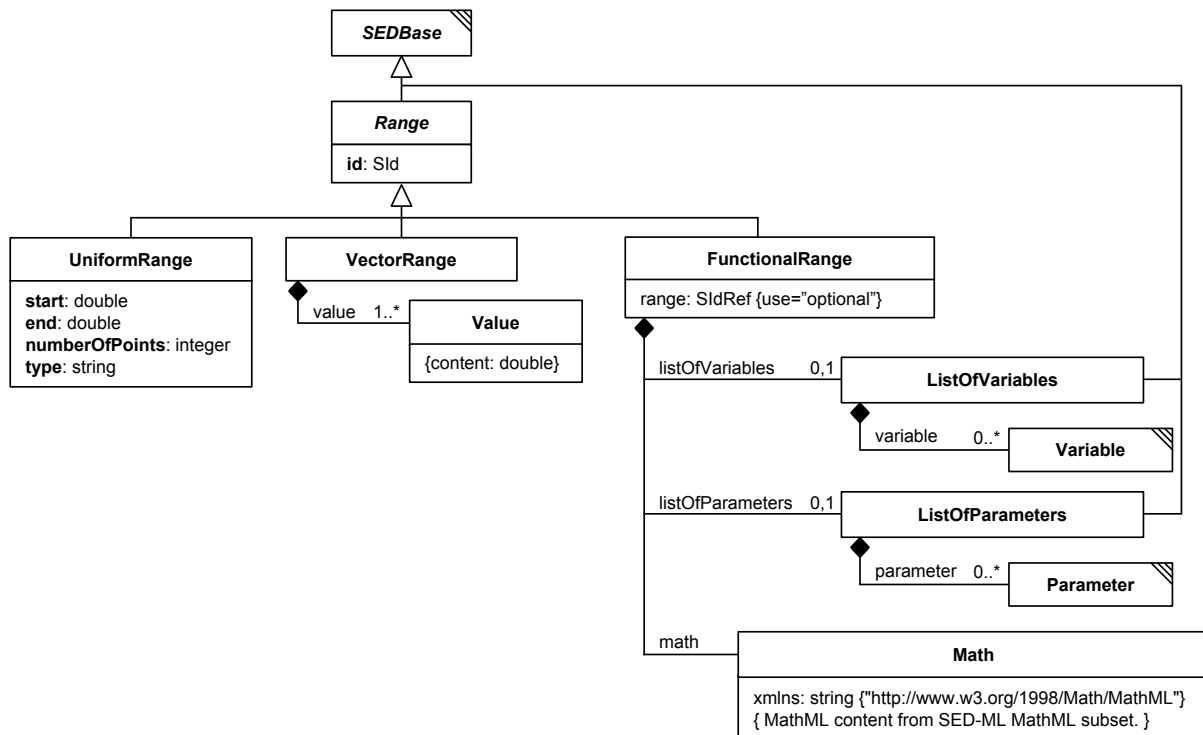 SEDBase
Range
id: SId
UniformRange
start: double
end: double
numberOfPoints: integer
type: string
VectorRange
value 1..*
Value
{content: double}
FunctionalRange
range: SIdRef {use=”optional”}
listOfVariables 0,1
ListOfVariables
variable 0..*
Variable
listOfParameters 0,1
ListOfParameters
parameter 0..*
Parameter
math
Math
xmlns: string {"http://www.w3.org/1998/Math/MathML"}
{ MathML content from SED-ML MathML subset. }